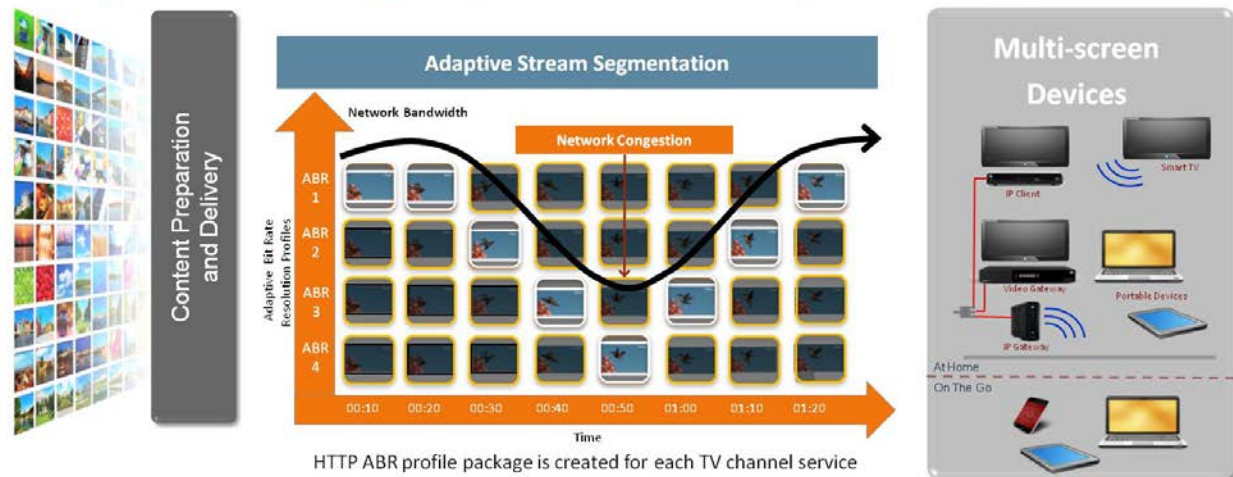 Content Preparation
and Delivery
Adaptive Stream Segmentation
Network Bandwidth
Network Congestion
Adaptive Bit Rate
Resolution Profiles
ABR
1
ABR
2
ABR
3
ABR
4
00:10 00:20 00:30 00:40 00:50 01:00 01:10 01:20
Time
HTTP ABR profile package is created for each TV channel service
Multi-screen
Devices
IP Client
Smart TV
Video Gateway
Portable Devices
IP Gateway
At Home
On The Go